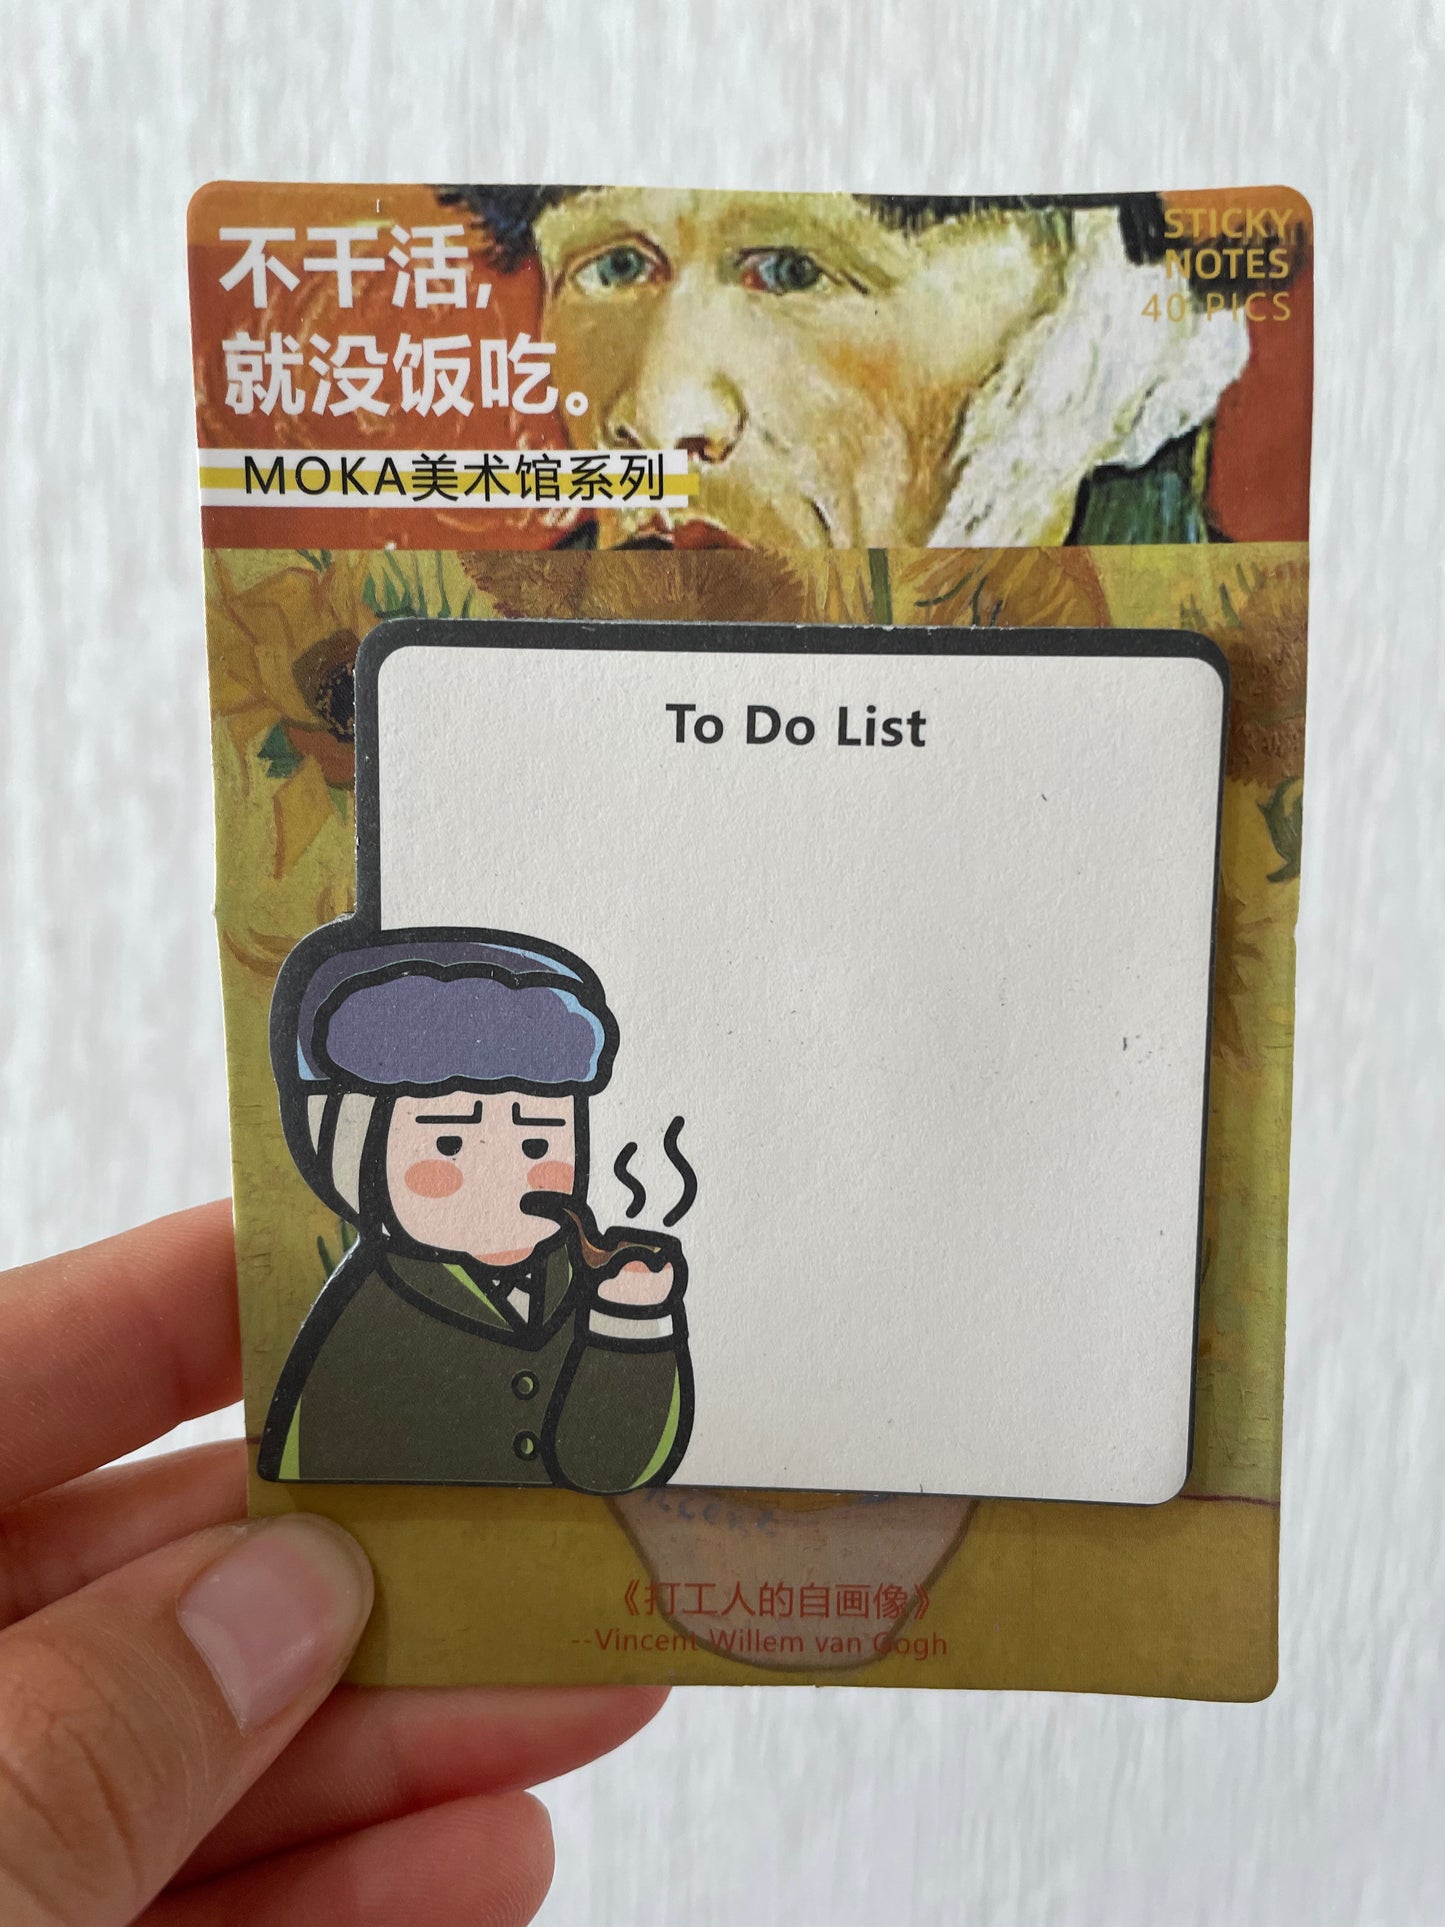 不干活,
就没饭吃。
MOKA美术馆系列
STICKY
NOTES
40 PICS
To Do List
《打工人的自画像》
--Vincent Willem van Gogh